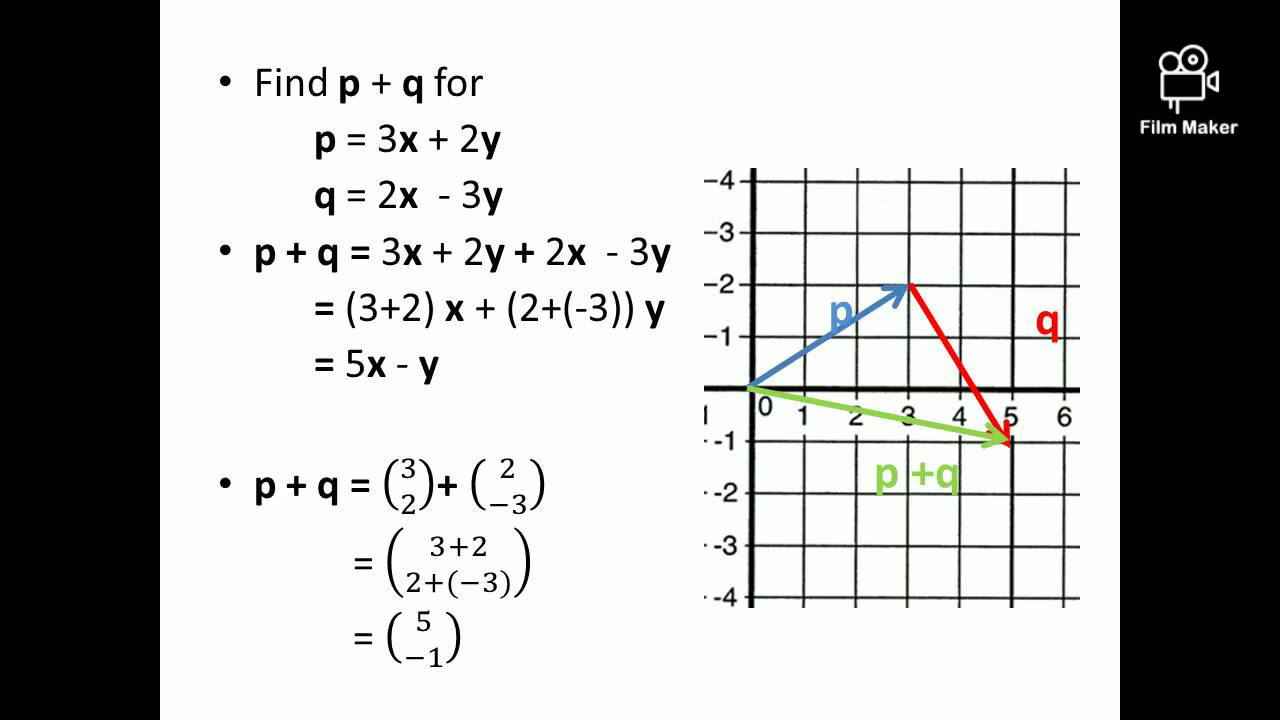 • Find p + q for
p = 3x + 2y
q = 2x - 3y
• p + q = 3x + 2y + 2x - 3y
= (3+2) x + (2+(-3)) y
= 5x - y
• p + q = (3 2) + (2 −3)
= (3+2 2+(−3))
= (5 −1)
Film Maker
–4
–3
–2
–1
0 1 2 3 4 5 6
-1
-2
-3
-4
p
q
p +q